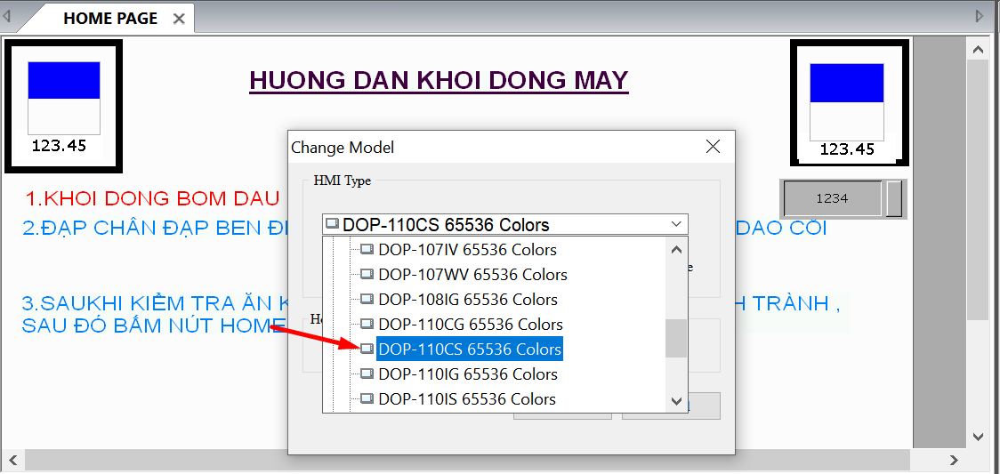 HOME PAGE
HUONG DAN KHOI DONG MAY
123.45
123.45
Change Model
HMI Type
1.KHOI DONG BOM DAU
1234
2.ĐẠP CHÂN ĐẠP BEN
DAO CÕI
DOP-110CS 65536 Colors
DOP-107IV 65536 Colors
DOP-107WV 65536 Colors
DOP-108IG 65536 Colors
3.SAUKHI KIỂM TRA ĂN
TRÀNH ,
DOP-110CG 65536 Colors
SAU ĐÓ BẤM NÚT HOME
DOP-110CS 65536 Colors
DOP-110IG 65536 Colors
DOP-110IS 65536 Colors